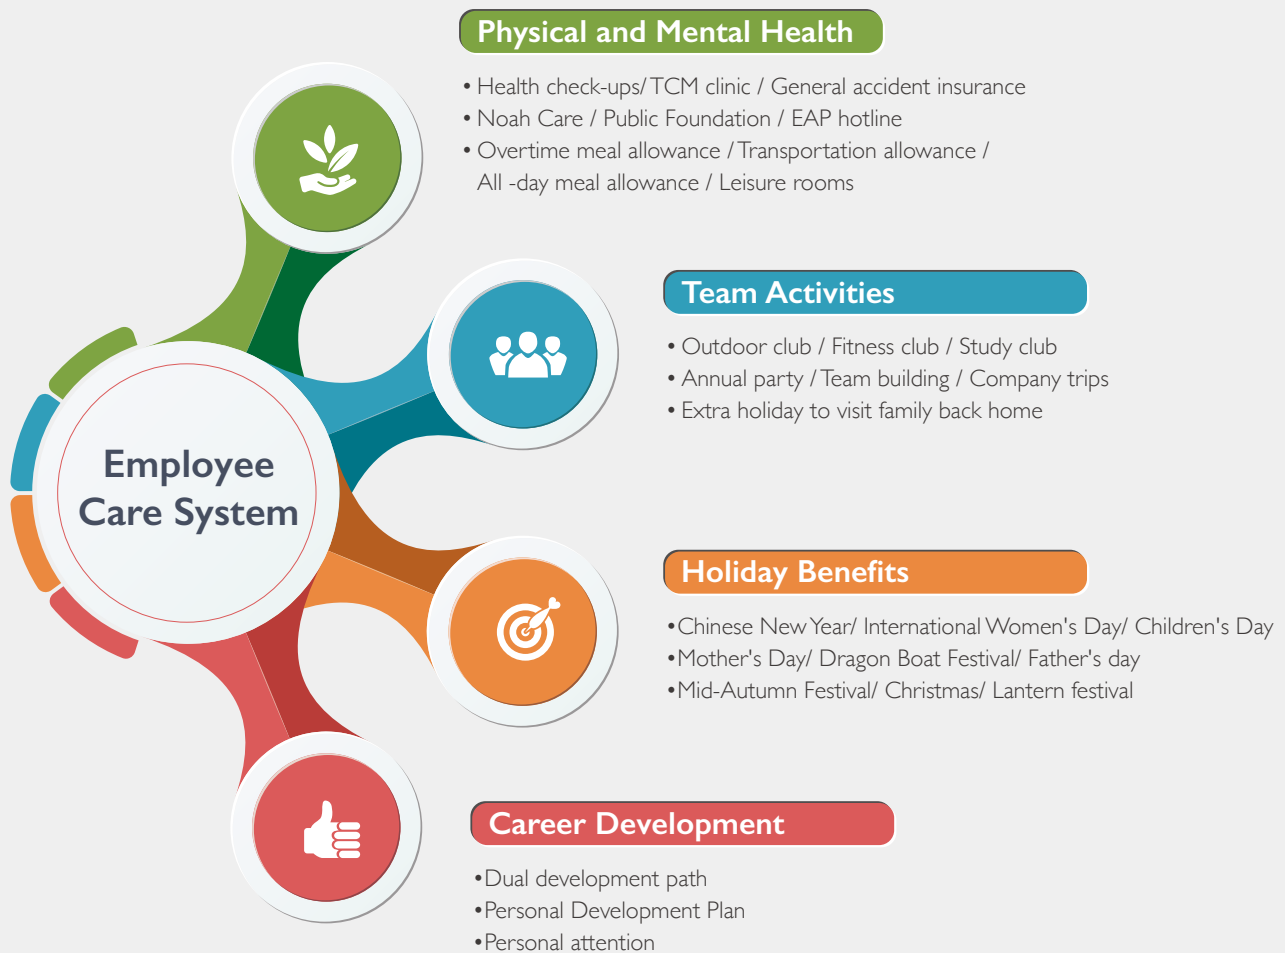 Physical and Mental Health
• Health check-ups/ TCM clinic / General accident insurance
• Noah Care / Public Foundation / EAP hotline
• Overtime meal allowance / Transportation allowance /
All -day meal allowance / Leisure rooms
Team Activities
• Outdoor club / Fitness club / Study club
• Annual party / Team building / Company trips
• Extra holiday to visit family back home
Employee
Care System
Holiday Benefits
•Chinese New Year/ International Women's Day/ Children's Day
•Mother's Day/ Dragon Boat Festival/ Father's day
•Mid-Autumn Festival/ Christmas/ Lantern festival
Career Development
•Dual development path
•Personal Development Plan
•Personal attention